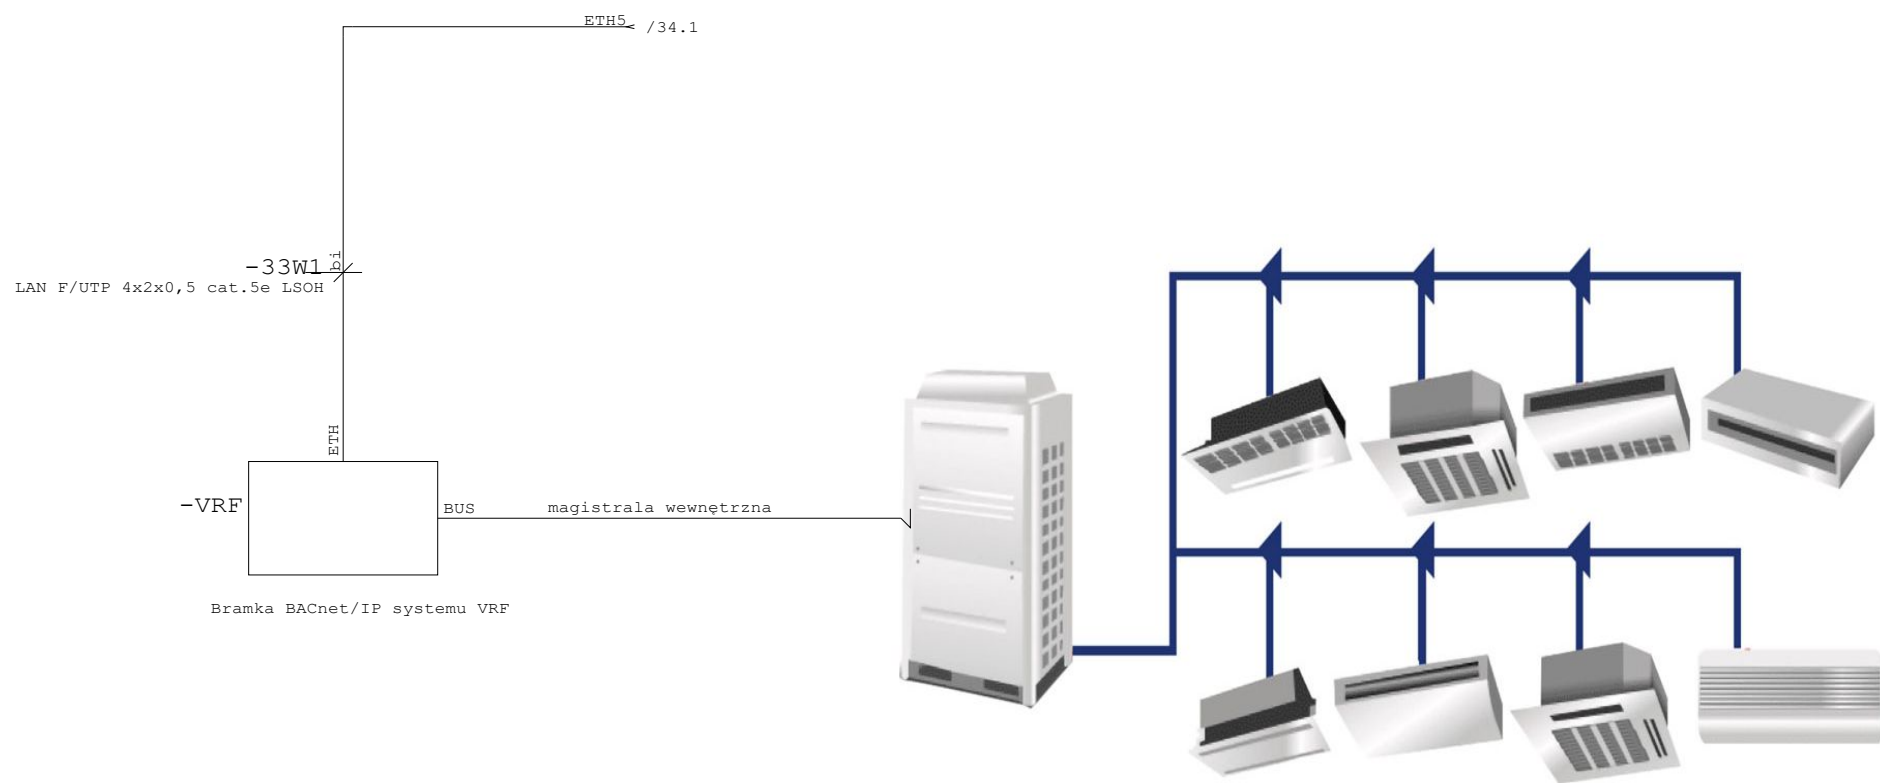 ETH5
/34.1
bi
-33W1
LAN F/UTP 4x2x0,5 cat.5e LSOH
ETH
-VRF
BUS
magistrala wewnętrzna
Bramka BACnet/IP systemu VRF